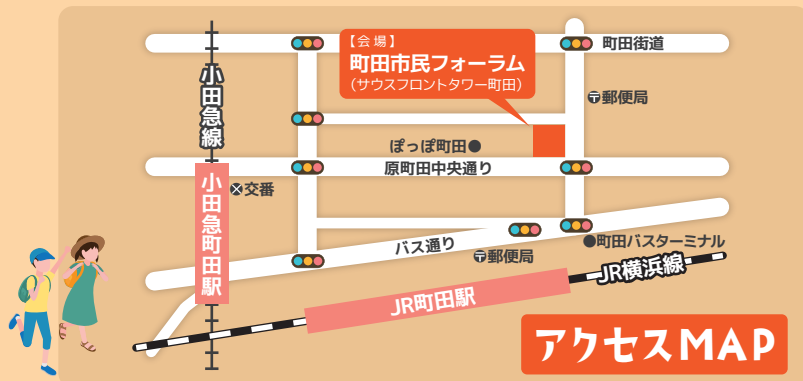 【会場】
町田市民フォーラム
(サウスフロントタワー町田)
町田街道
〒郵便局
小田急線
ぽっぽ町田
原町田中央通り
交番
小田急町田駅
バス通り
〒郵便局
町田バスターミナル
JR横浜線
JR町田駅
アクセスMAP